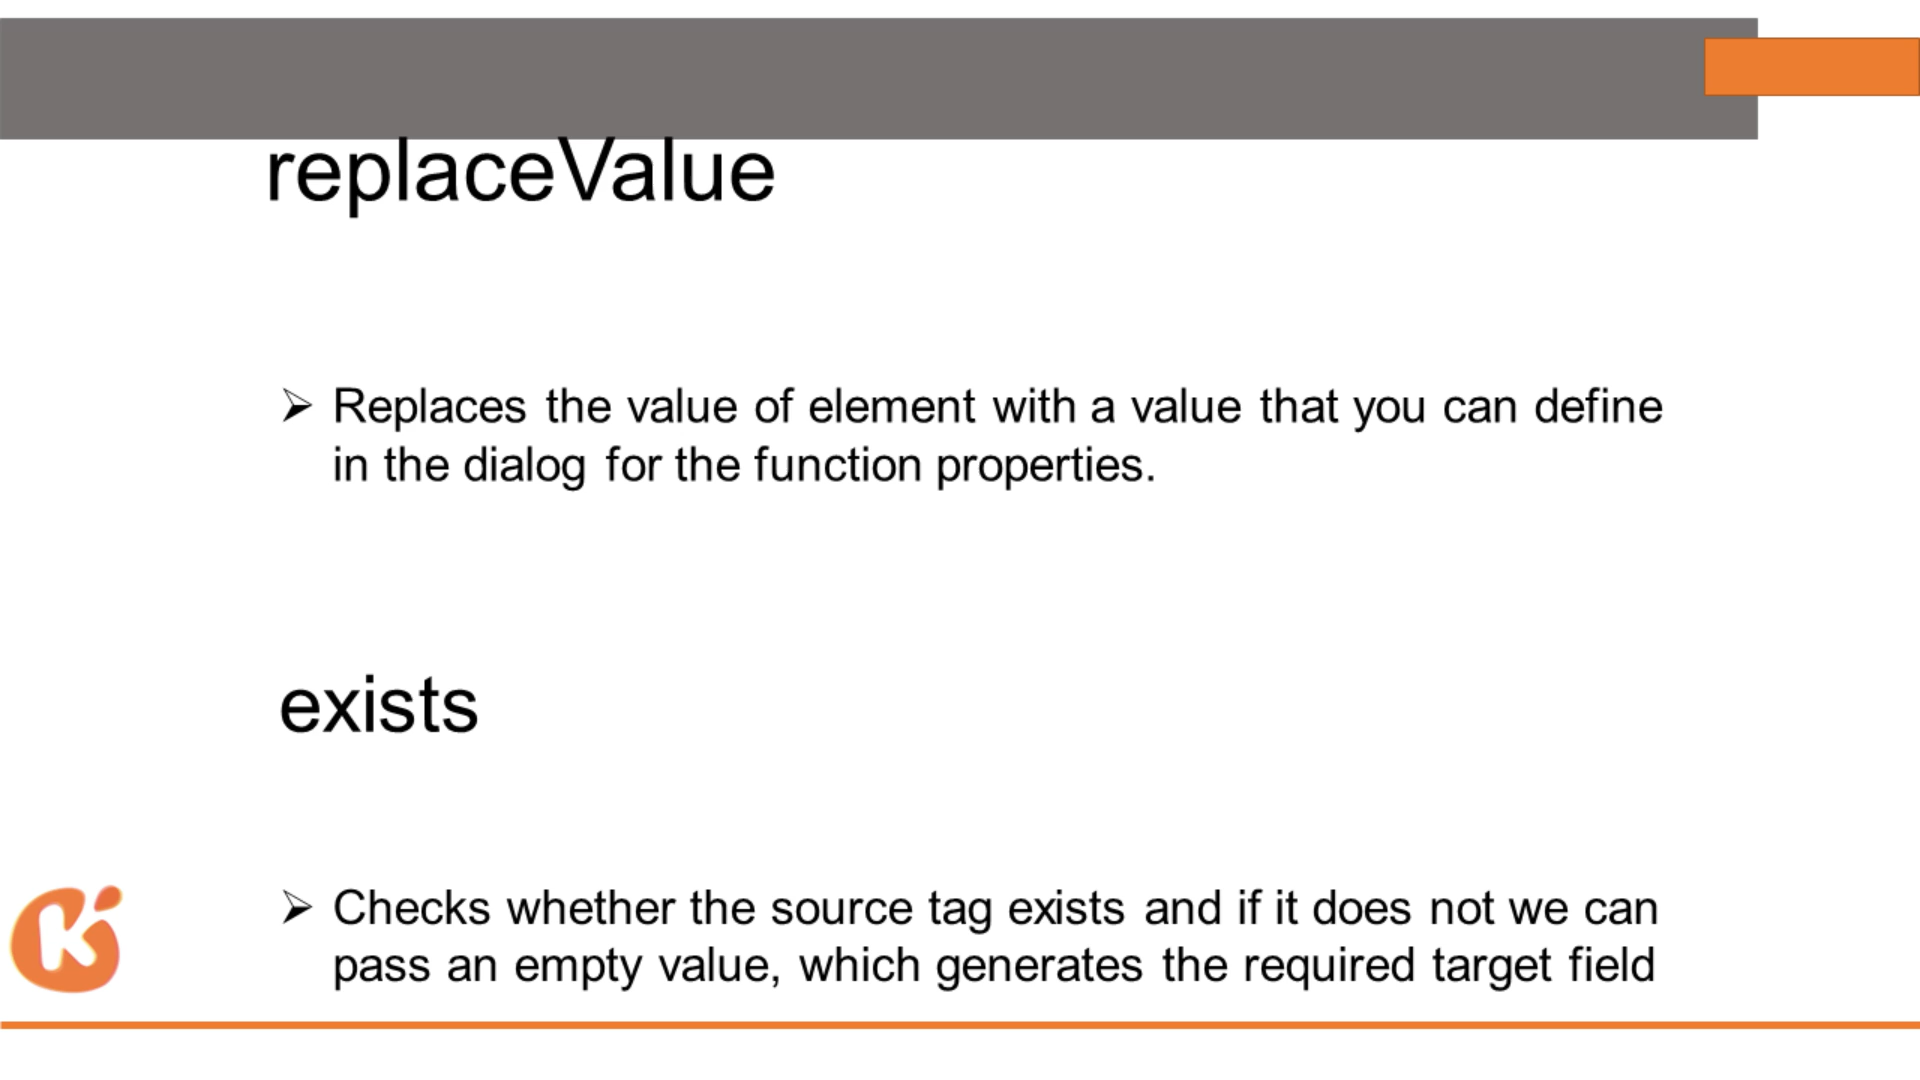 replaceValue
➢ Replaces the value of element with a value that you can define
in the dialog for the function properties.
exists
➢ Checks whether the source tag exists and if it does not we can
pass an empty value, which generates the required target field
K